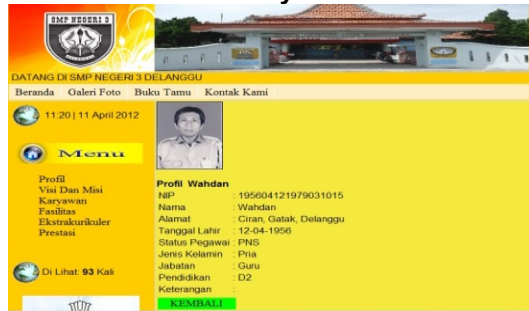 SMP NEGERI 3
DATANG DI SMP NEGERI 3 DELANGGU
Beranda Galeri Foto Buku Tamu Kontak Kami
11:20 | 11 April 2012
Menu
Profil
Visi Dan Misi
Karyawan
Fasilitas
Ekstrakurikuler
Prestasi
Di Lihat: 93 Kali
Profil Wahdan
NIP : 195604121979031015
Nama : Wahdan
Alamat : Ciran, Gatak, Delanggu
Tanggal Lahir : 12-04-1956
Status Pegawai : PNS
Jenis Kelamin : Pria
Jabatan : Guru
Pendidikan : D2
Keterangan :
KEMBALI